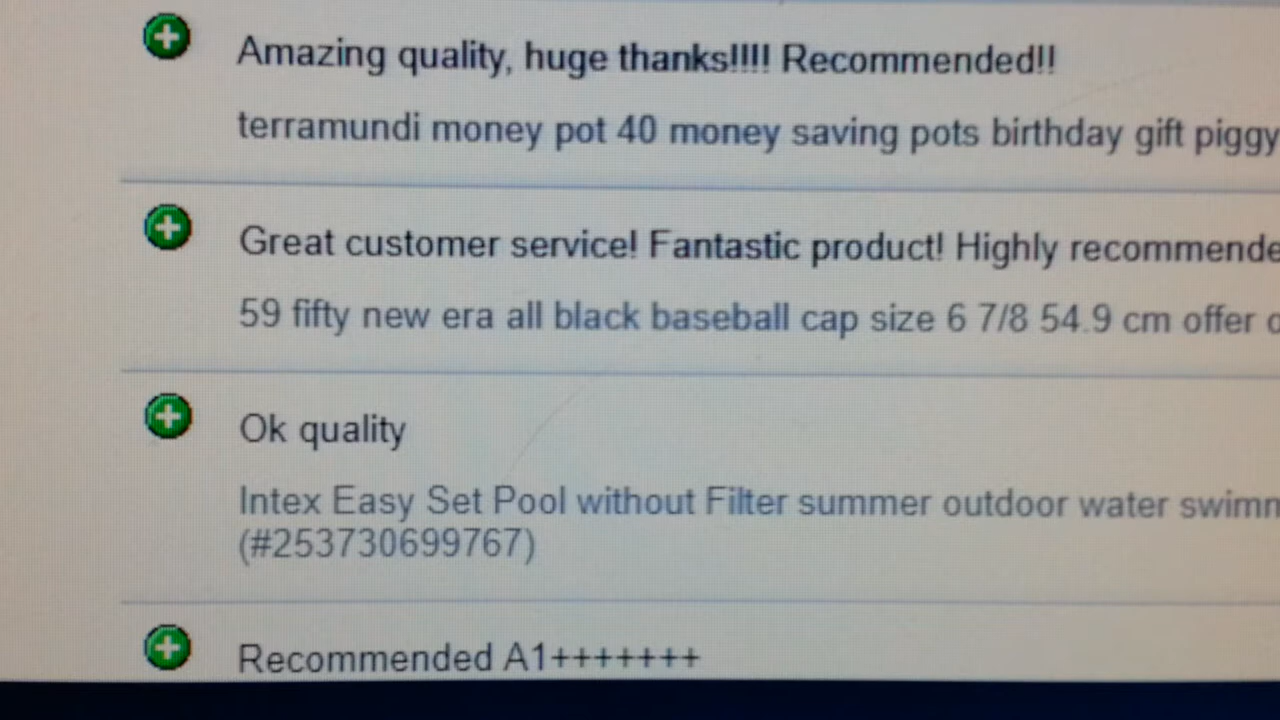 Amazing quality, huge thanks!!!! Recommended!!
terramundi money pot 40 money saving pots birthday gift piggy
Great customer service! Fantastic product! Highly recommende
59 fifty new era all black baseball cap size 6 7/8 54.9 cm offer
Ok quality
Intex Easy Set Pool without Filter summer outdoor water swimm
(#253730699767)
Recommended A1+++++++